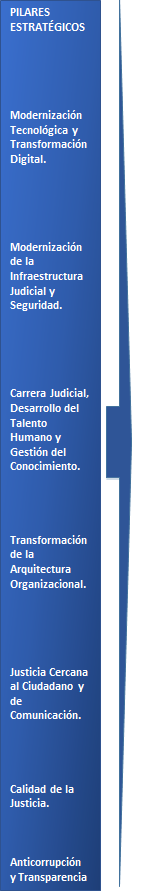 PILARES
ESTRATÉGICOS
Modernización
Tecnológica y
Transformación
Digital.
Modernización
de la
Infraestructura
Judicial y
Seguridad.
Carrera Judicial,
Desarrollo del
Talento
Humano y
Gestión del
Conocimiento.
Transformación
de la
Arquitectura
Organizacional.
Justicia Cercana
al Ciudadano y
de
Comunicación.
Calidad de la
Justicia.
Anticorrupción
y Transparencia